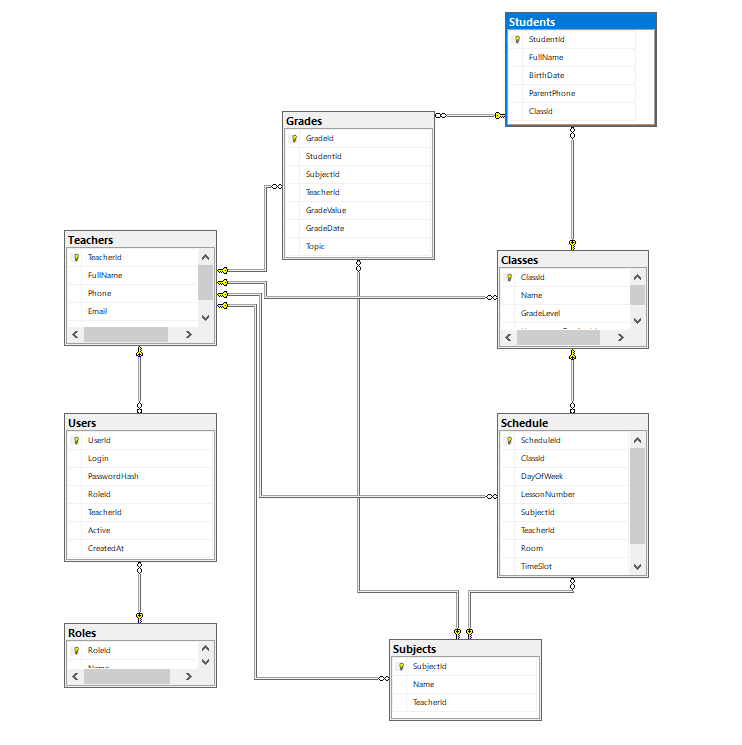 Students
StudentId
FullName
BirthDate
ParentPhone
ClassId
Grades
GradeId
StudentId
SubjectId
TeacherId
GradeValue
GradeDate
Topic
Teachers
TeacherId
FullName
Phone
Email
Classes
ClassId
Name
GradeLevel
Users
UserId
Login
PasswordHash
RoleId
TeacherId
Active
CreatedAt
Schedule
ScheduleId
ClassId
DayOfWeek
LessonNumber
SubjectId
TeacherId
Room
TimeSlot
Roles
RoleId
Name
Subjects
SubjectId
Name
TeacherId